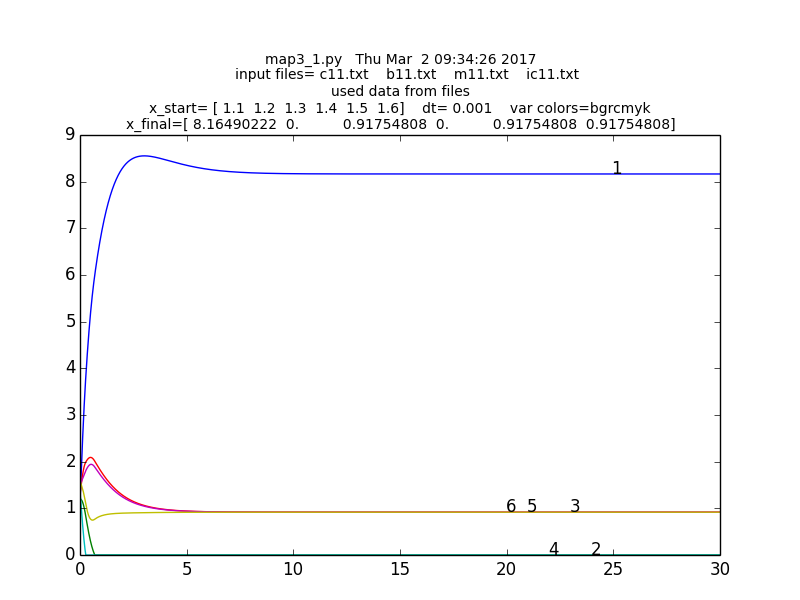 map3_1.py   Thu Mar  2 09:34:26 2017
input files= c11.txt    b11.txt    m11.txt    ic11.txt
used data from files
x_start= [ 1.1  1.2  1.3  1.4  1.5  1.6]    dt= 0.001    var colors=bgrcmyk
x_final=[ 8.16490222  0.          0.91754808  0.          0.91754808  0.91754808]
9
8
1
7
6
5
4
3
2
1
6 5 3
0
4 2
0 5 10 15 20 25 30